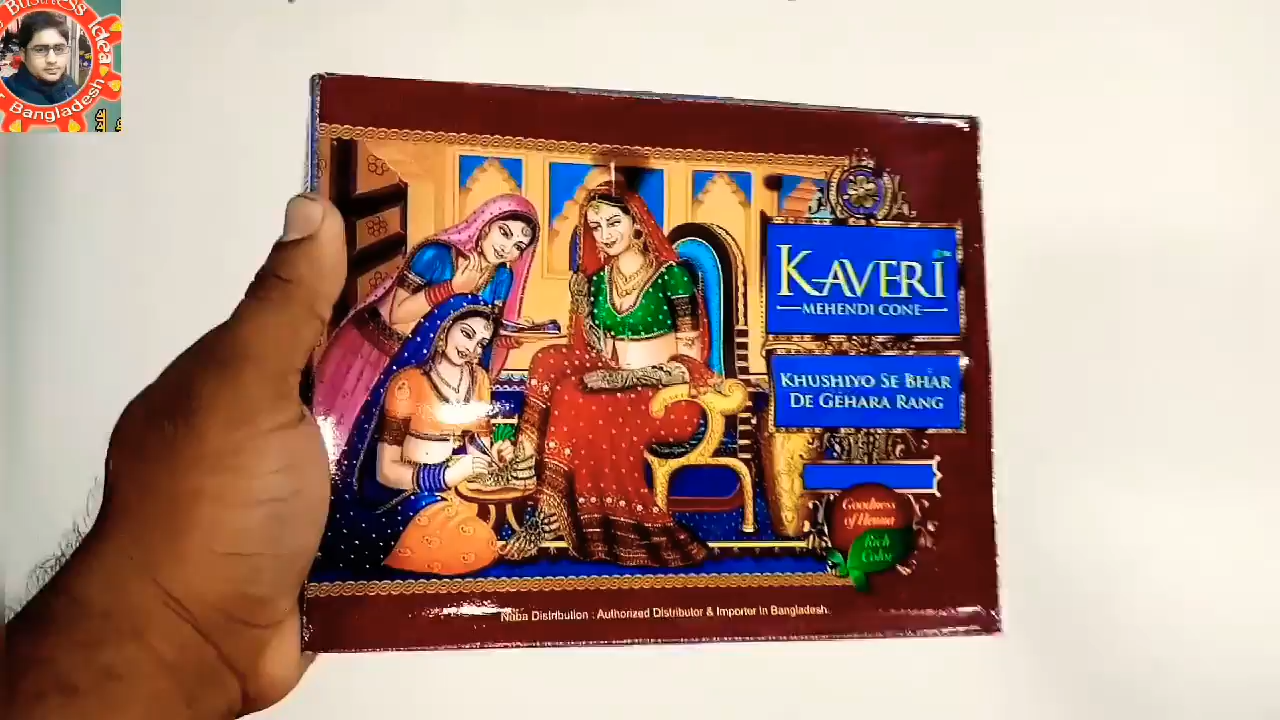 Business Idea
Bangladesh
KAVERI
MEHENDI CONE
KHUSHIYO SE BHAR
DE GEHARA RANG
Goodness
of Henna
Rich
Color
Naba Distribution : Authorized Distributor & Importer in Bangladesh